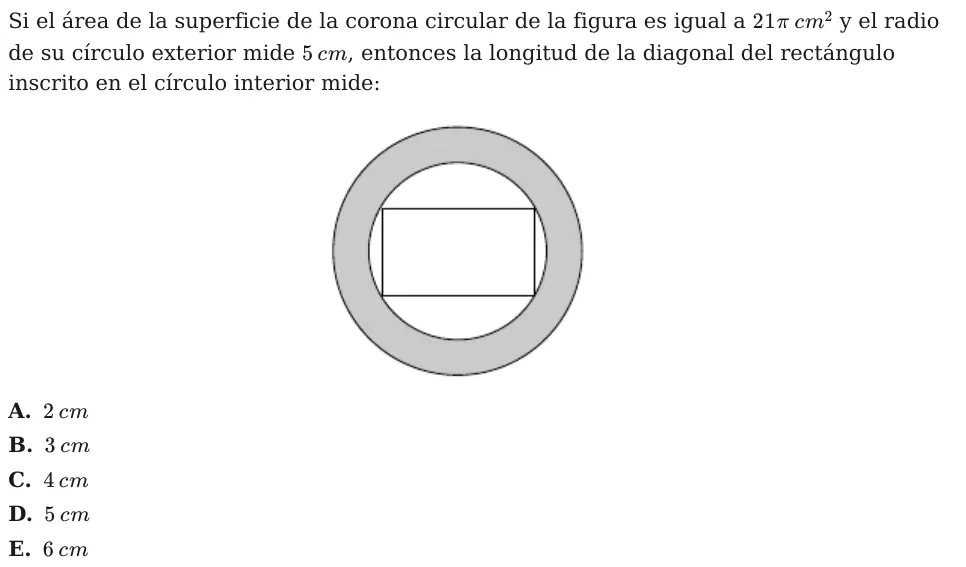 Si el área de la superficie de la corona circular de la figura es igual a 21π cm² y el radio
de su círculo exterior mide 5 cm, entonces la longitud de la diagonal del rectángulo
inscrito en el círculo interior mide:
A. 2 cm
B. 3 cm
C. 4 cm
D. 5 cm
E. 6 cm